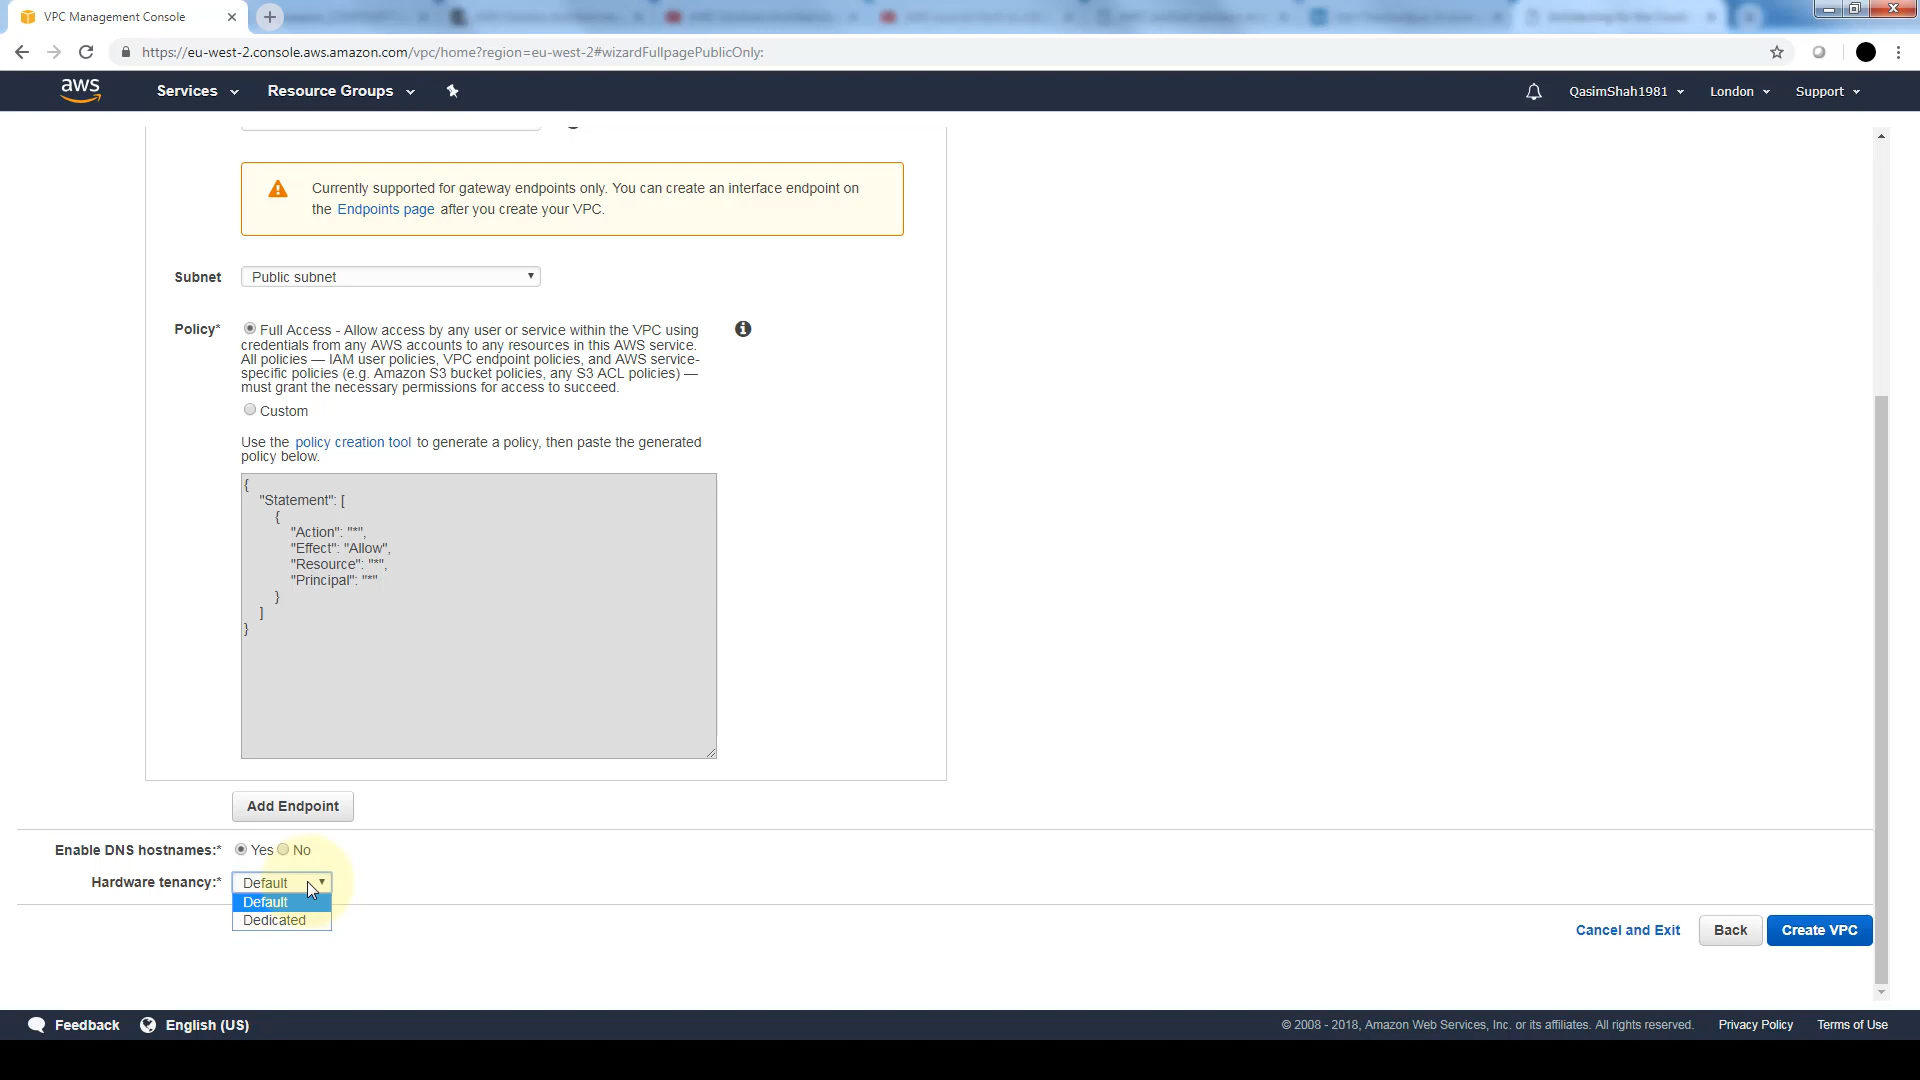 VPC Management Console
https://eu-west-2.console.aws.amazon.com/vpc/home?region=eu-west-2#wizardFullpagePublicOnly:
aws Services Resource Groups QasimShah1981 London Support
Currently supported for gateway endpoints only. You can create an interface endpoint on
the Endpoints page after you create your VPC.
Subnet Public subnet
Policy* Full Access - Allow access by any user or service within the VPC using
credentials from any AWS accounts to any resources in this AWS service.
All policies — IAM user policies, VPC endpoint policies, and AWS service-
specific policies (e.g. Amazon S3 bucket policies, any S3 ACL policies) —
must grant the necessary permissions for access to succeed.
Custom
Use the policy creation tool to generate a policy, then paste the generated
policy below.
{
"Statement": [
{
"Action": "*",
"Effect": "Allow",
"Resource": "*",
"Principal": "*"
}
]
}
Add Endpoint
Enable DNS hostnames:* Yes No
Hardware tenancy:* Default
Default
Dedicated
Cancel and Exit Back Create VPC
Feedback English (US) © 2008 - 2018, Amazon Web Services, Inc. or its affiliates. All rights reserved. Privacy Policy Terms of Use